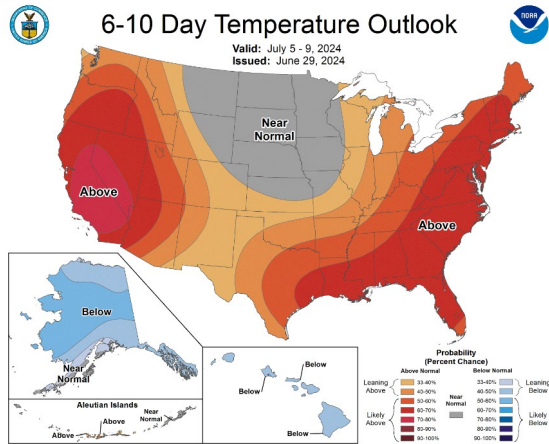 6-10 Day Temperature Outlook
Valid: July 5 - 9, 2024
Issued: June 29, 2024
NOAA
Near
Normal
Above
Above
Below
Near
Normal
Aleutian Islands
Above
Above
Near
Normal
Below
Below
Below
Probability
(Percent Chance)
Above Normal
Below Normal
Leaning
Above
Likely
Above
33-40%
40-50%
50-60%
60-70%
70-80%
80-90%
90-100%
Near
Normal
33-40%
40-50%
50-60%
60-70%
70-80%
80-90%
90-100%
Leaning
Below
Likely
Below